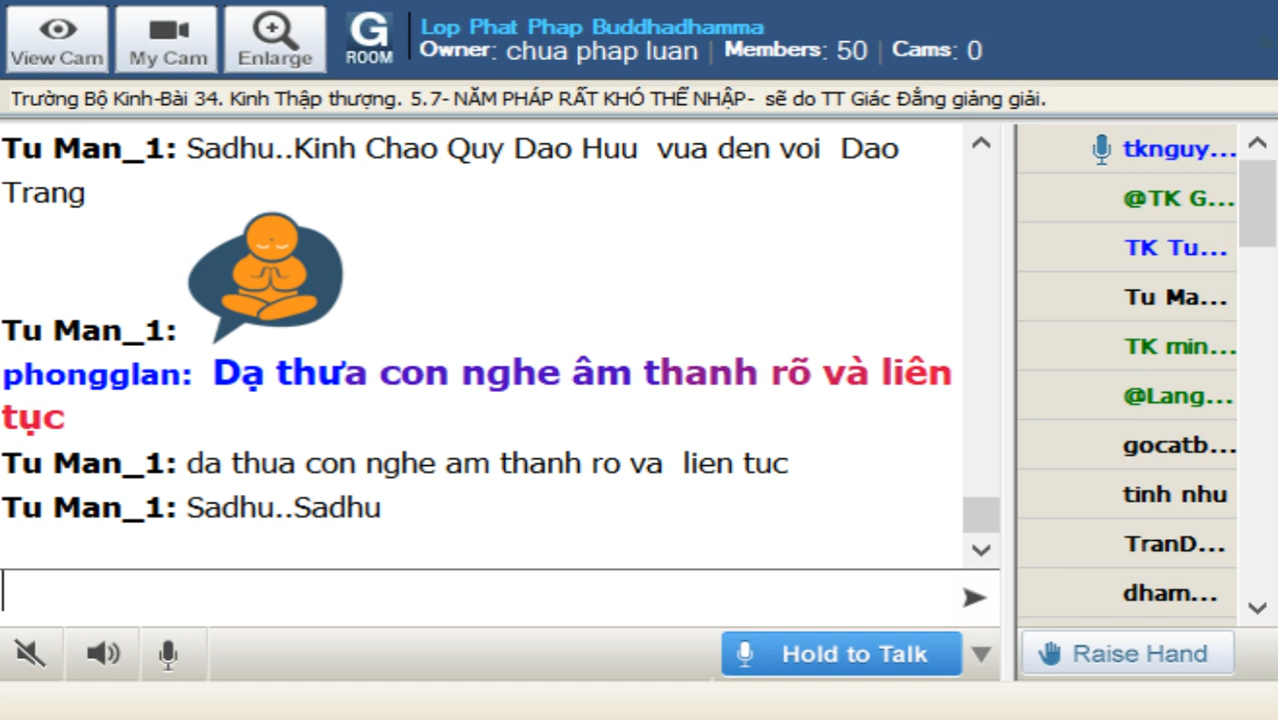 View Cam
My Cam
Enlarge
G
ROOM
Lop Phat Phap Buddhadhamma
Owner: chua phap luan | Members: 50 | Cams: 0
Trường Bộ Kinh-Bài 34. Kinh Thập thượng. 5.7- NĂM PHÁP RẤT KHÓ THỂ NHẬP- sẽ do TT Giác Đẳng giảng giải.
Tu Man_1: Sadhu..Kinh Chao Quy Dao Huu vua den voi Dao
Trang
Tu Man_1:
phongglan: Dạ thưa con nghe âm thanh rõ và liên
tục
Tu Man_1: da thua con nghe am thanh ro va lien tuc
Tu Man_1: Sadhu..Sadhu
tknguy...
@TK G...
TK Tu...
Tu Ma...
TK min...
@Lang...
gocatb...
tinh nhu
TranD...
dham...
Hold to Talk
Raise Hand